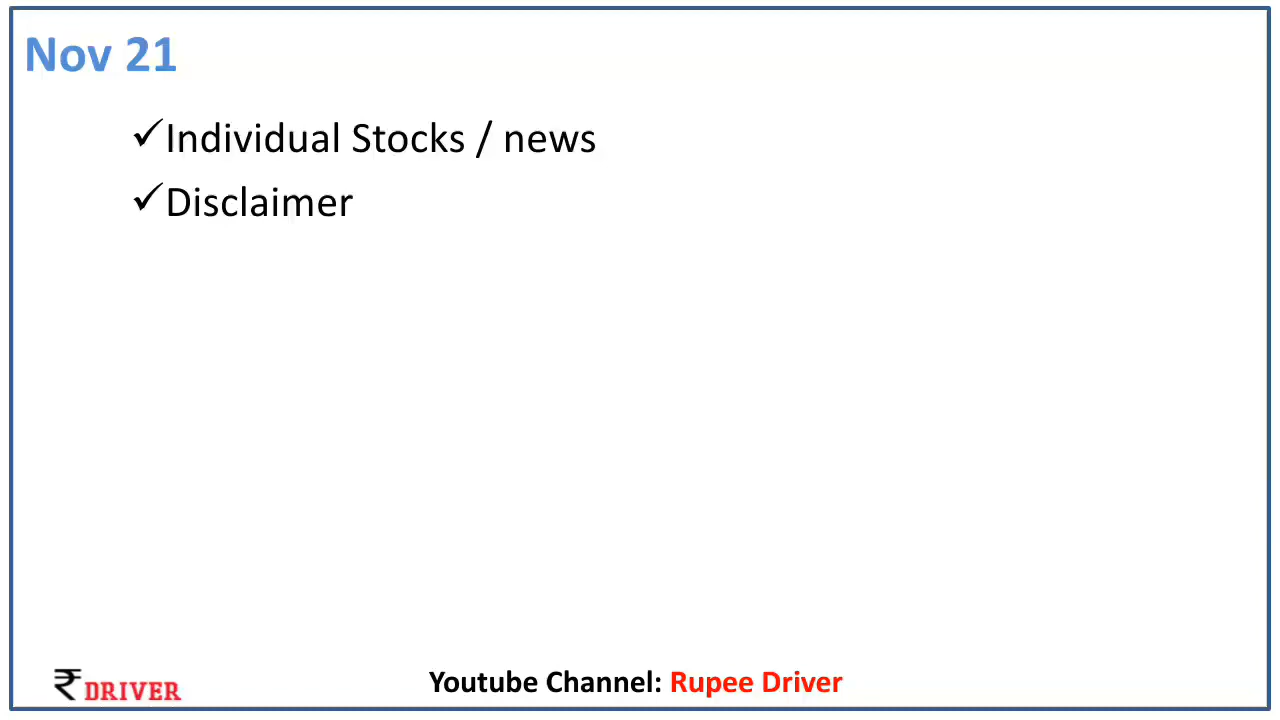 Nov 21
✓Individual Stocks / news
✓Disclaimer
₹ DRIVER
Youtube Channel: Rupee Driver